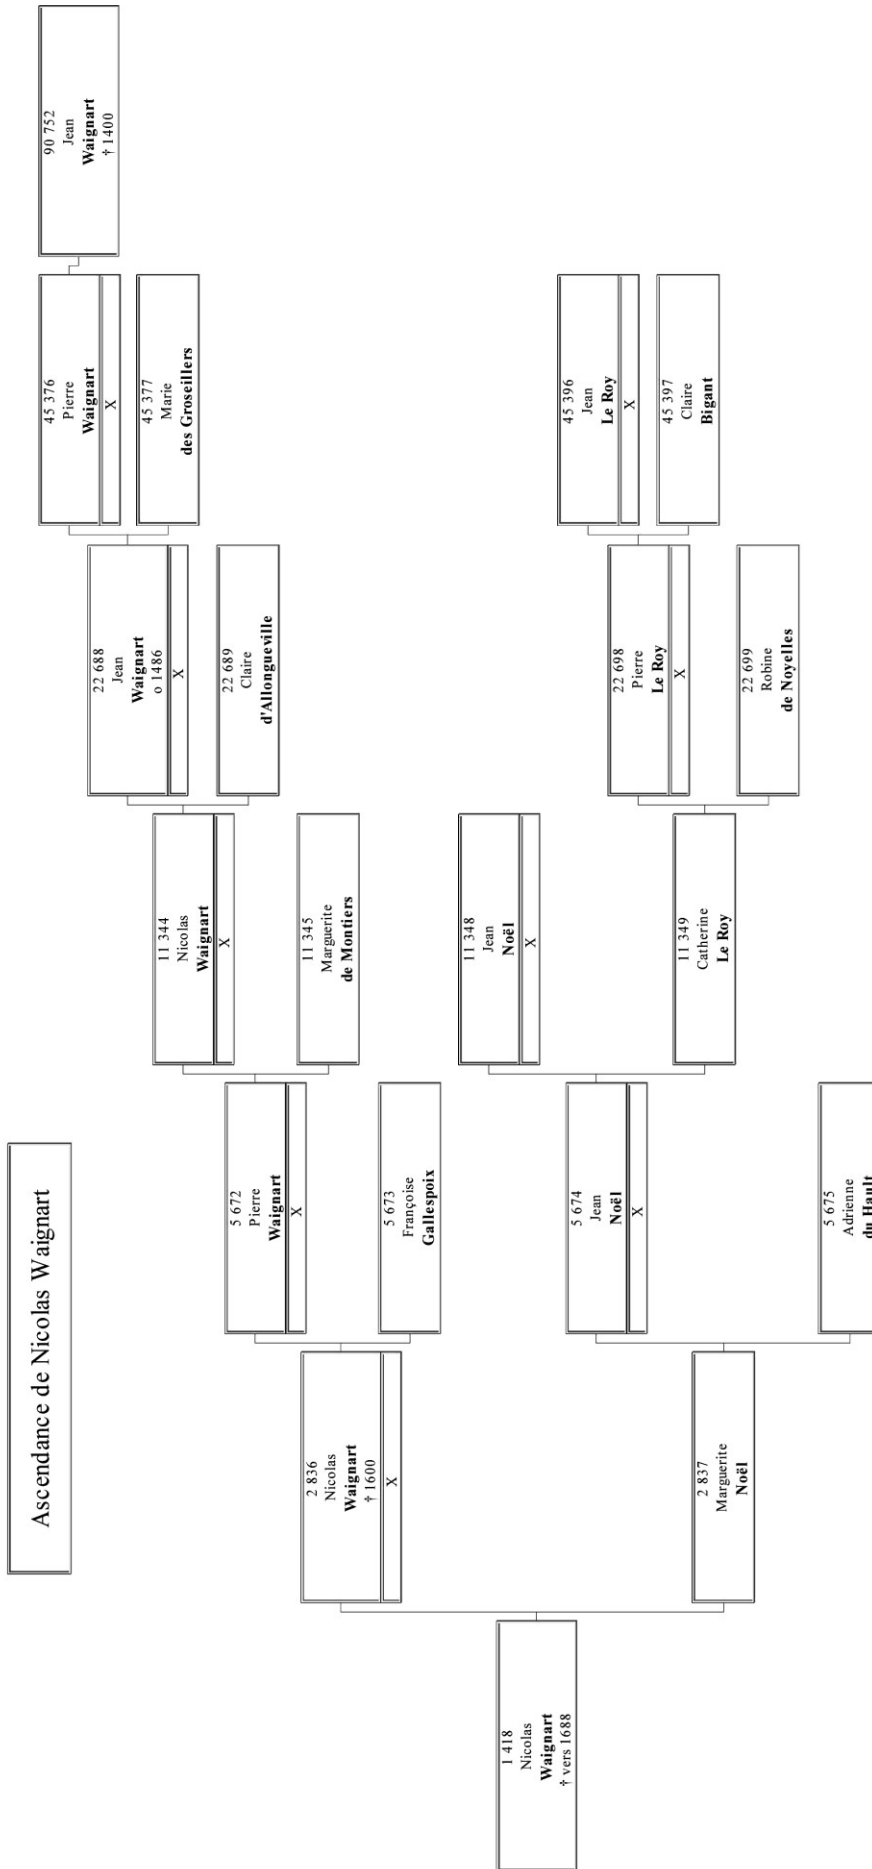 Ascendance de Nicolas Waignart
1 418
Nicolas
Waignart
† vers 1688
2 836
Nicolas
Waignart
† 1600
X
2 837
Marguerite
Noël
5 672
Pierre
Waignart
X
5 673
Françoise
Gallespoix
5 674
Jean
Noël
X
5 675
Adrienne
du Hault
11 344
Nicolas
Waignart
X
11 345
Marguerite
de Montiers
11 348
Jean
Noël
X
11 349
Catherine
Le Roy
22 688
Jean
Waignart
o 1486
X
22 689
Claire
d'Allongueville
22 698
Pierre
Le Roy
X
22 699
Robine
de Noyelles
45 376
Pierre
Waignart
X
45 377
Marie
des Groseillers
45 396
Jean
Le Roy
X
45 397
Claire
Bigant
90 752
Jean
Waignart
† 1400